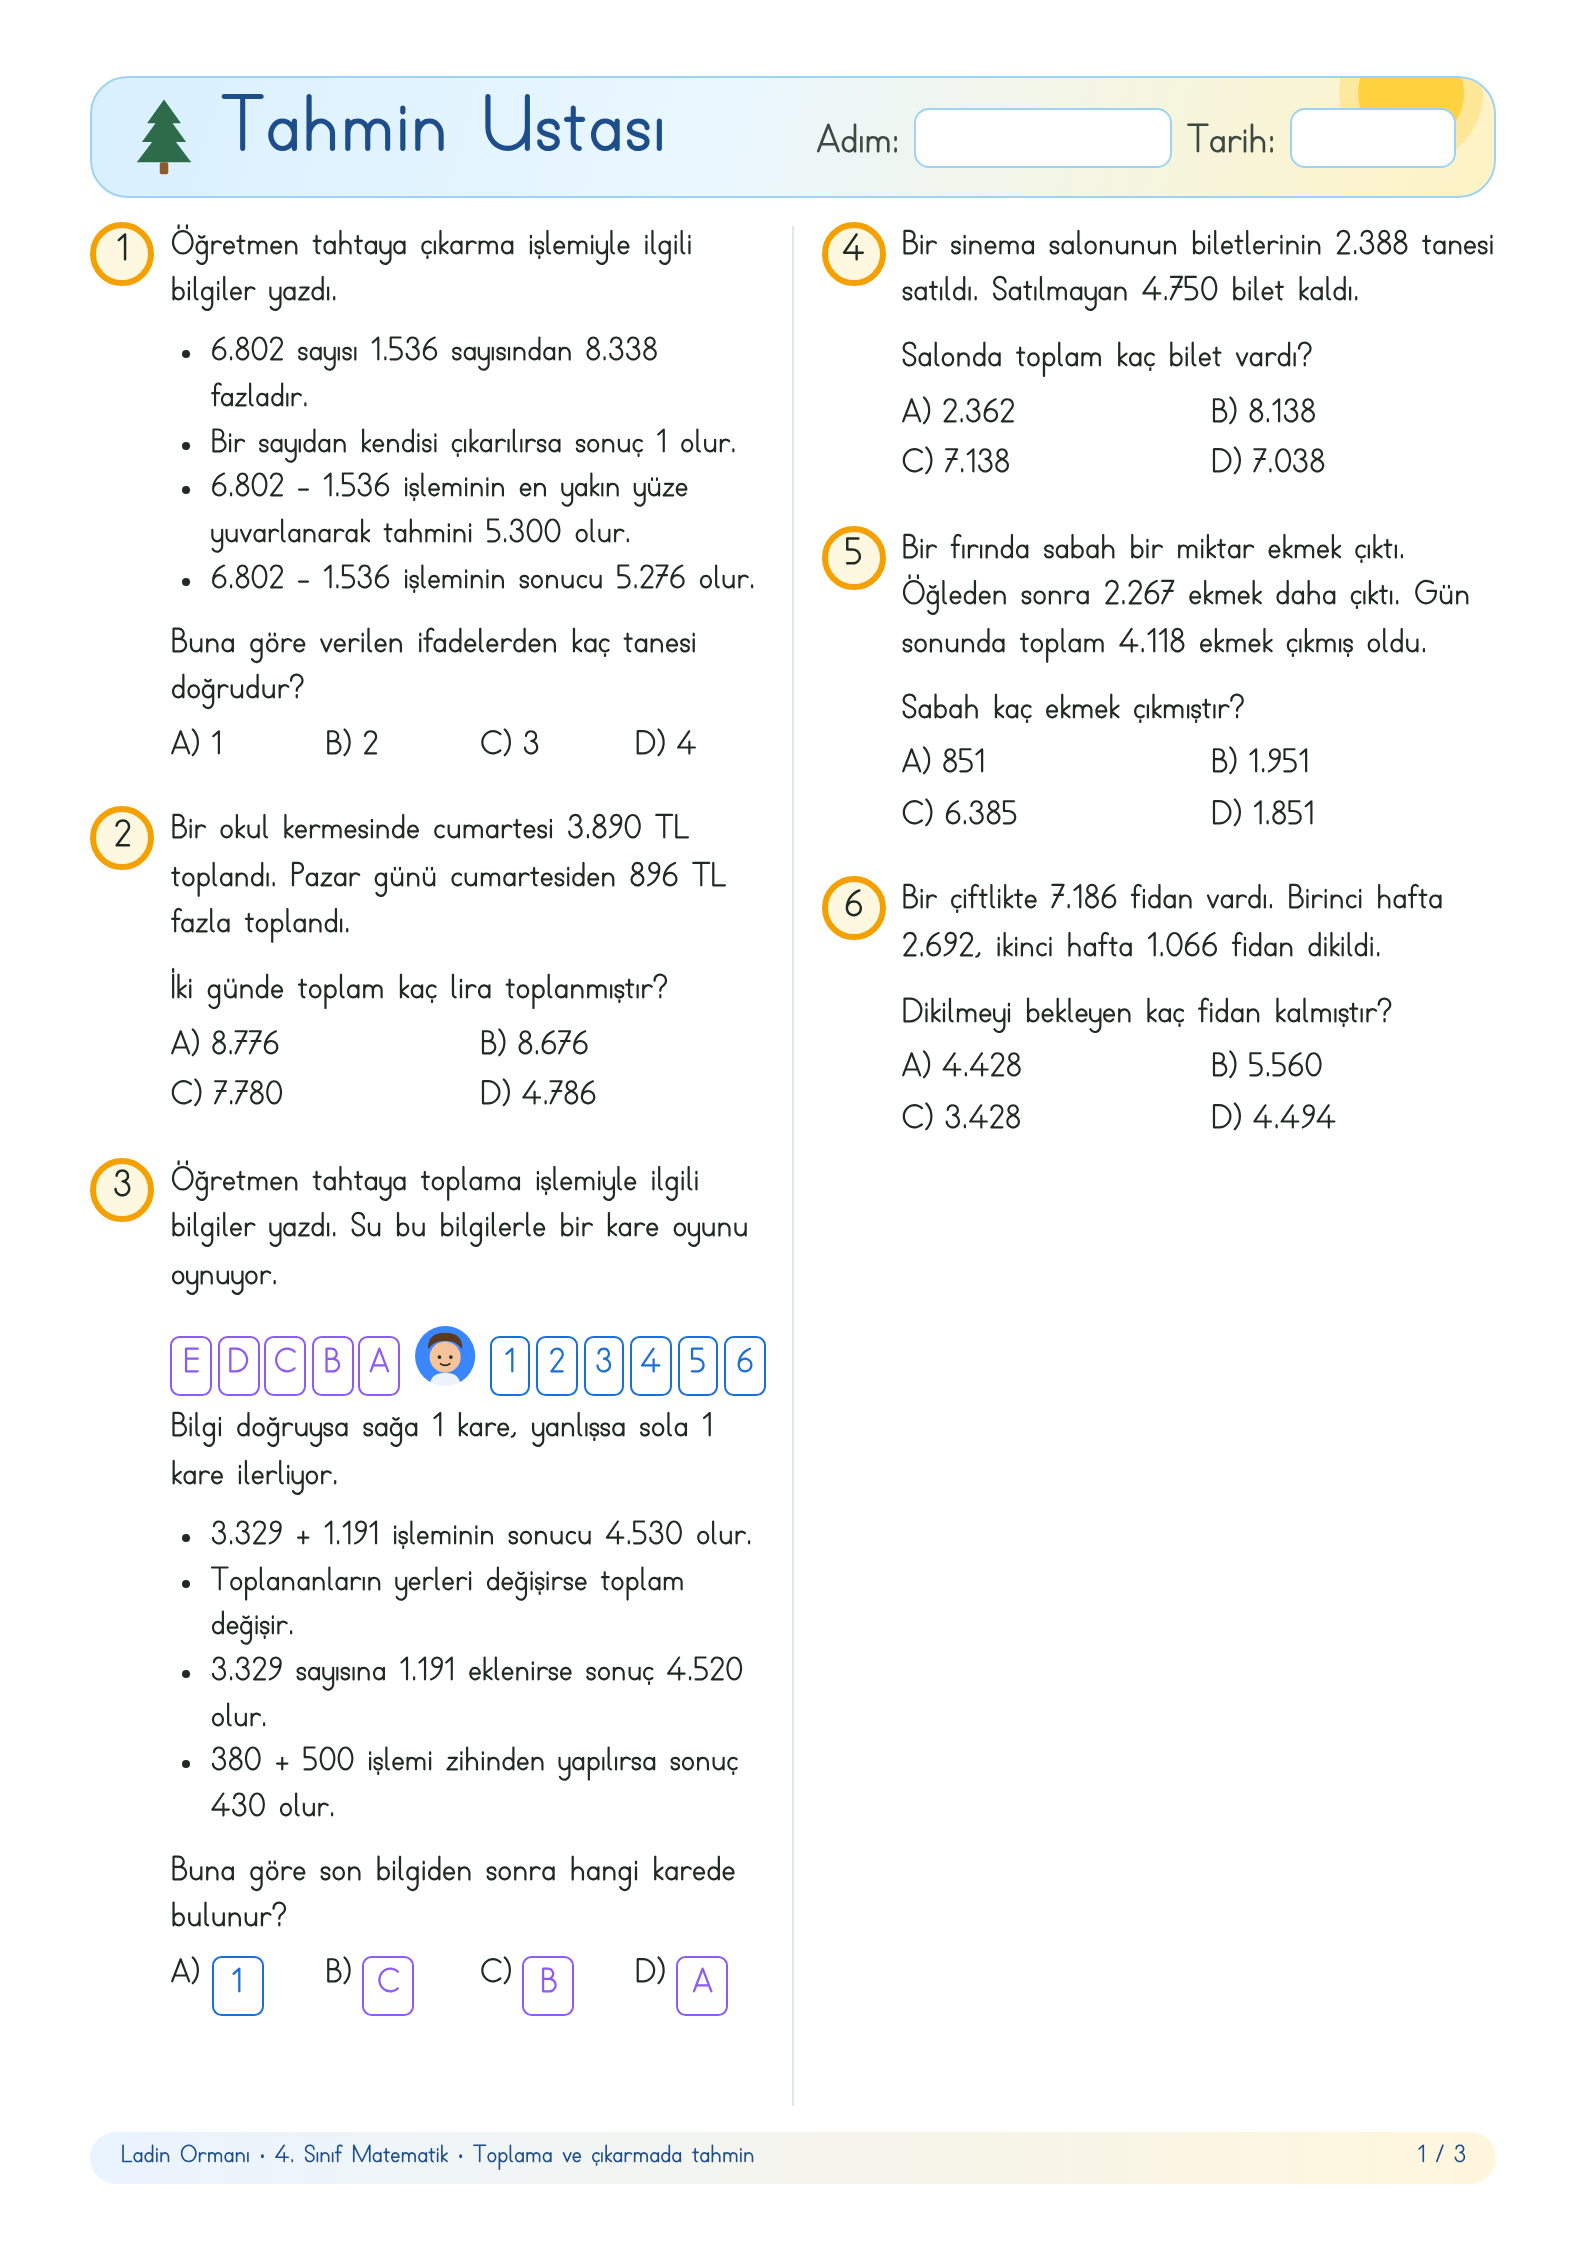 Tahmin Ustası
Adım:
Tarih:
1
Öğretmen tahtaya çıkarma işlemiyle ilgili
bilgiler yazdı.
• 6.802 sayısı 1.536 sayısından 8.338
fazladır.
• Bir sayıdan kendisi çıkarılırsa sonuç 1 olur.
• 6.802 - 1.536 işleminin en yakın yüze
yuvarlanarak tahmini 5.300 olur.
• 6.802 - 1.536 işleminin sonucu 5.276 olur.
Buna göre verilen ifadelerden kaç tanesi
doğrudur?
A) 1 B) 2 C) 3 D) 4
2
Bir okul kermesinde cumartesi 3.890 TL
toplandı. Pazar günü cumartesiden 896 TL
fazla toplandı.
İki günde toplam kaç lira toplanmıştır?
A) 8.776 B) 8.676
C) 7.780 D) 4.786
3
Öğretmen tahtaya toplama işlemiyle ilgili
bilgiler yazdı. Su bu bilgilerle bir kare oyunu
oynuyor.
E D C B A 1 2 3 4 5 6
Bilgi doğruysa sağa 1 kare, yanlışsa sola 1
kare ilerliyor.
• 3.329 + 1.191 işleminin sonucu 4.530 olur.
• Toplananların yerleri değişirse toplam
değişir.
• 3.329 sayısına 1.191 eklenirse sonuç 4.520
olur.
• 380 + 500 işlemi zihinden yapılırsa sonuç
430 olur.
Buna göre son bilgiden sonra hangi karede
bulunur?
A) 1 B) C C) B D) A
4
Bir sinema salonunun biletlerinin 2.388 tanesi
satıldı. Satılmayan 4.750 bilet kaldı.
Salonda toplam kaç bilet vardı?
A) 2.362 B) 8.138
C) 7.138 D) 7.038
5
Bir fırında sabah bir miktar ekmek çıktı.
Öğleden sonra 2.267 ekmek daha çıktı. Gün
sonunda toplam 4.118 ekmek çıkmış oldu.
Sabah kaç ekmek çıkmıştır?
A) 851 B) 1.951
C) 6.385 D) 1.851
6
Bir çiftlikte 7.186 fidan vardı. Birinci hafta
2.692, ikinci hafta 1.066 fidan dikildi.
Dikilmeyi bekleyen kaç fidan kalmıştır?
A) 4.428 B) 5.560
C) 3.428 D) 4.494
Ladin Ormanı • 4. Sınıf Matematik • Toplama ve çıkarmada tahmin
1 / 3